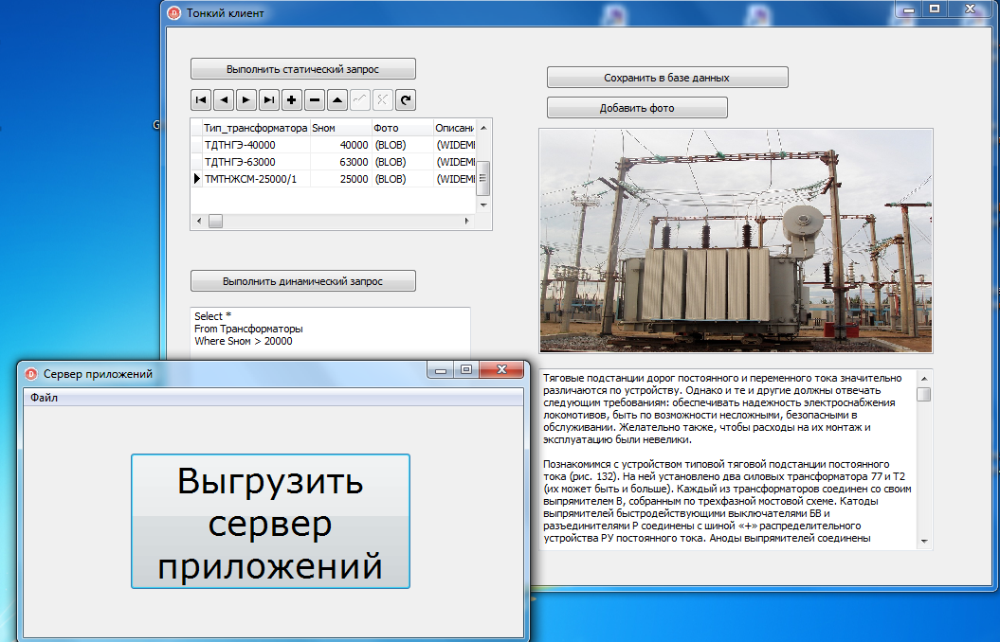 Тонкий клиент
Выполнить статический запрос
Тип_трансформатора Sном Фото Описани
ТДТНГЭ-40000 40000 (BLOB) (WIDEM
ТДТНГЭ-63000 63000 (BLOB) (WIDEM
ТМТНЖСМ-25000/1 25000 (BLOB) (WIDEM
Выполнить динамический запрос
Select *
From Трансформаторы
Where Sном > 20000
Сохранить в базе данных
Добавить фото
Тяговые подстанции дорог постоянного и переменного тока значительно
различаются по устройству. Однако и те и другие должны отвечать
следующим требованиям: обеспечивать надежность электроснабжения
локомотивов, быть по возможности несложными, безопасными в
обслуживании. Желательно также, чтобы расходы на их монтаж и
эксплуатацию были невелики.
Познакомимся с устройством типовой тяговой подстанции постоянного
тока (рис. 132). На ней установлено два силовых трансформатора 77 и Т2
(их может быть и больше). Каждый из трансформаторов соединен со своим
выпрямителем В, собранным по трехфазной мостовой схеме. Катоды
выпрямителей быстродействующими выключателями БВ и
разъединителями Р соединены с шиной «+» распределительного
устройства РУ постоянного тока. Аноды выпрямителей соединены
Сервер приложений
Файл
Выгрузить
сервер
приложений